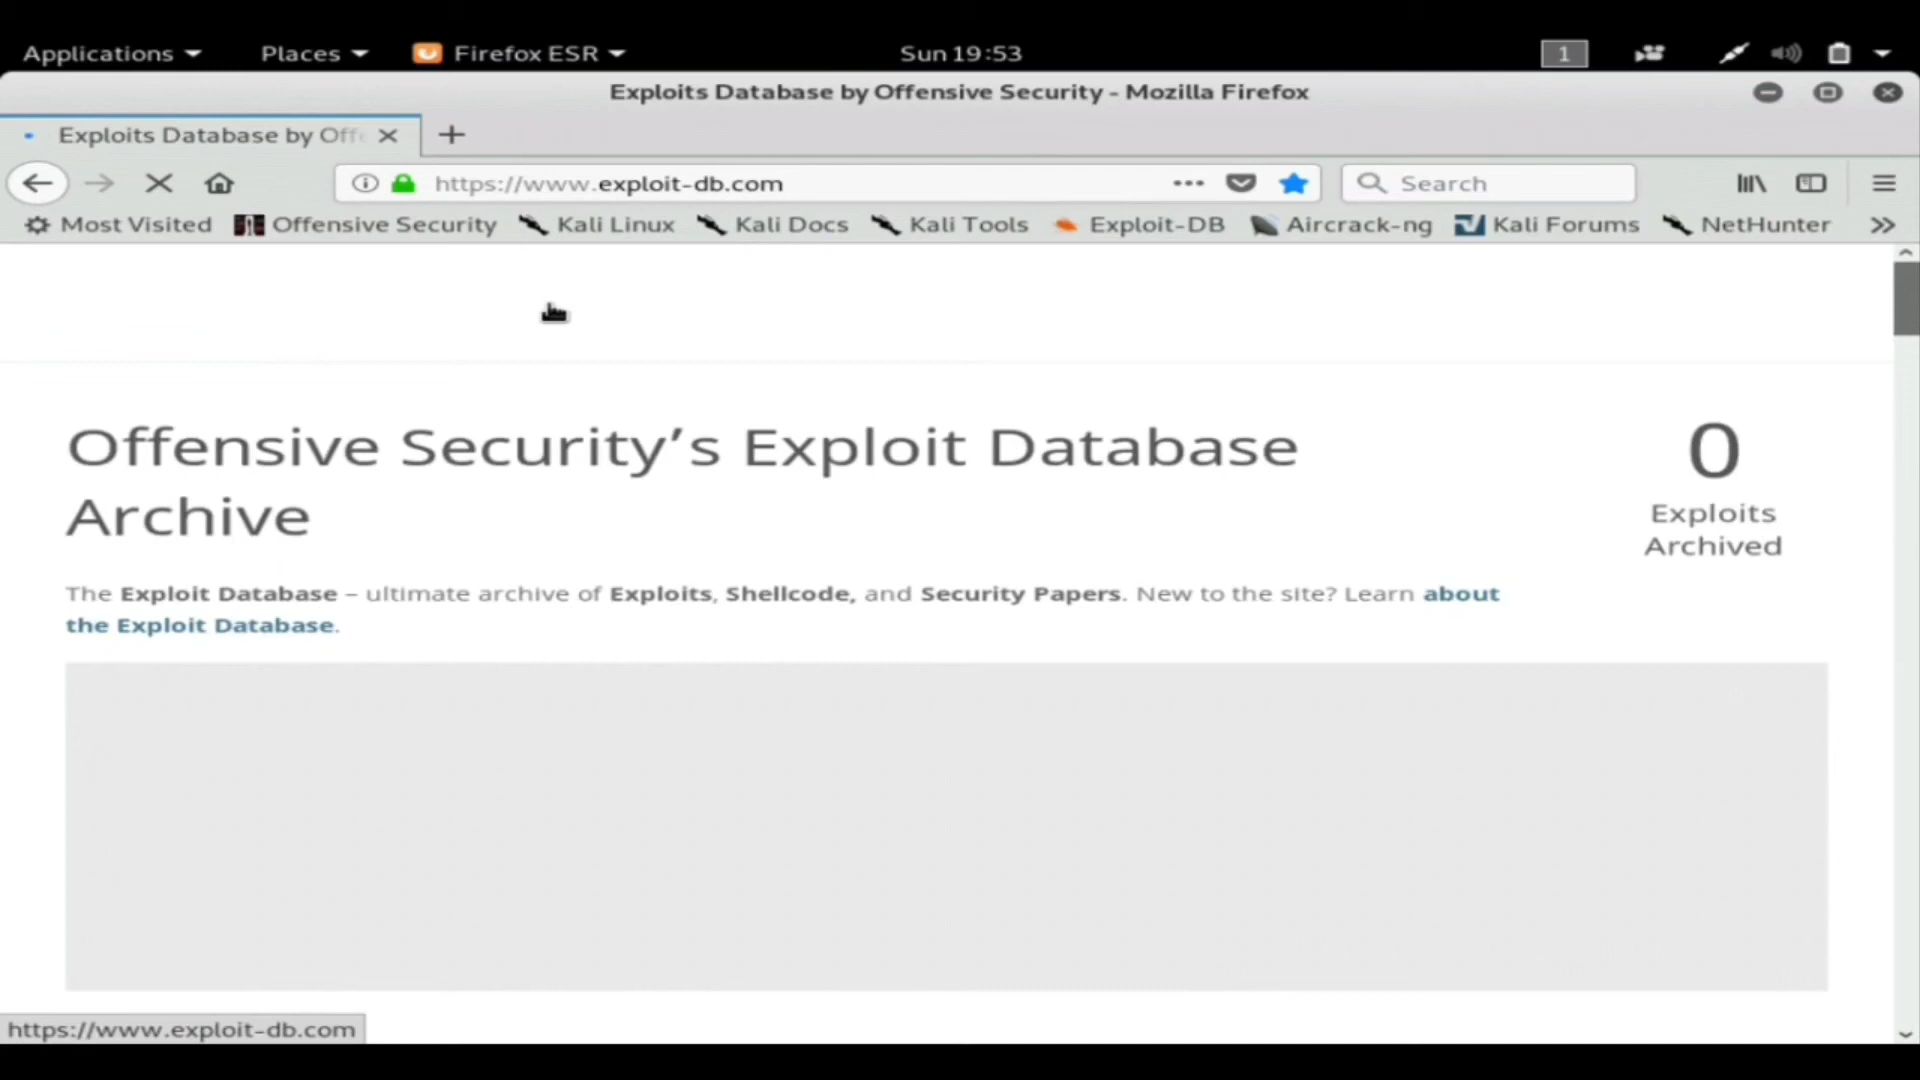 Applications Places Firefox ESR Sun 19:53 1
Exploits Database by Offensive Security - Mozilla Firefox
Exploits Database by Off
https://www.exploit-db.com Search
Most Visited Offensive Security Kali Linux Kali Docs Kali Tools Exploit-DB Aircrack-ng Kali Forums NetHunter
Offensive Security’s Exploit Database
Archive
0
Exploits
Archived
The Exploit Database – ultimate archive of Exploits, Shellcode, and Security Papers. New to the site? Learn about
the Exploit Database.
https://www.exploit-db.com